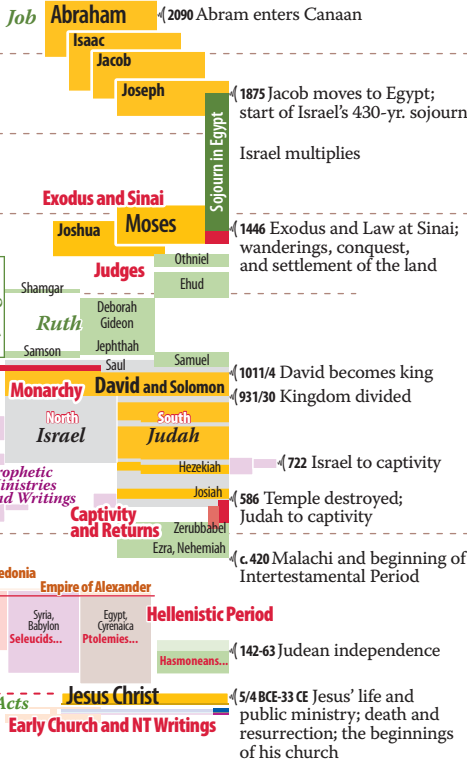 Job
Abraham
2090 Abram enters Canaan
Isaac
Jacob
Joseph
1875 Jacob moves to Egypt;
start of Israel's 430-yr. sojourn
Sojourn in Egypt
Israel multiplies
Exodus and Sinai
Moses
Joshua
1446 Exodus and Law at Sinai;
wanderings, conquest,
and settlement of the land
Judges
Othniel
Ehud
Shamgar
Deborah
Gideon
Ruth
Jephthah
Samson
Saul
Samuel
1011/4 David becomes king
Monarchy
David and Solomon
931/30 Kingdom divided
North
Israel
South
Judah
Hezekiah
722 Israel to captivity
rophetic
inistries
nd Writings
Josiah
586 Temple destroyed;
Judah to captivity
Captivity
and Returns
Zerubbabel
Ezra, Nehemiah
c. 420 Malachi and beginning of
Intertestamental Period
edonia
Empire of Alexander
Syria,
Babylon
Seleucids...
Egypt,
Cyrenaica
Ptolemies...
Hellenistic Period
Hasmoneans...
142-63 Judean independence
Acts
Jesus Christ
5/4 BCE-33 CE Jesus' life and
public ministry; death and
resurrection; the beginnings
of his church
Early Church and NT Writings